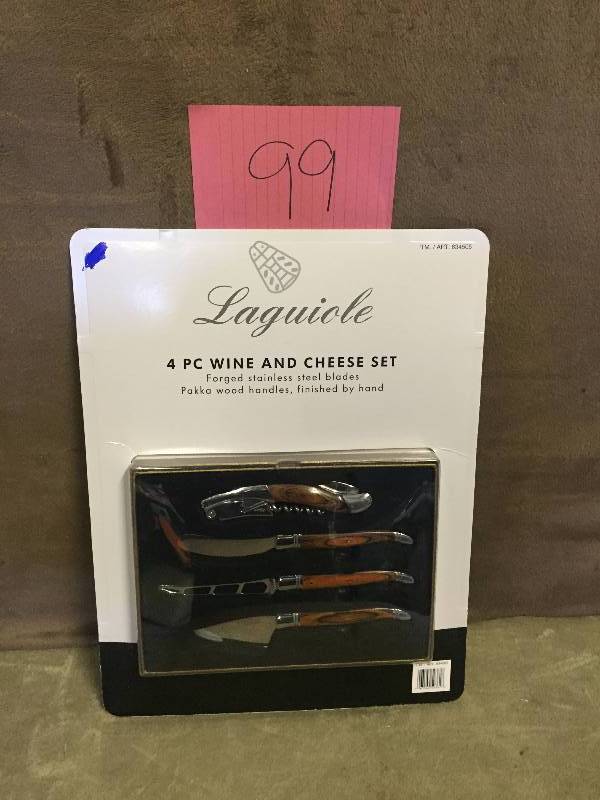 99
Laguiole
4 PC WINE AND CHEESE SET
Forged stainless steel blades
Pakka wood handles, finished by hand